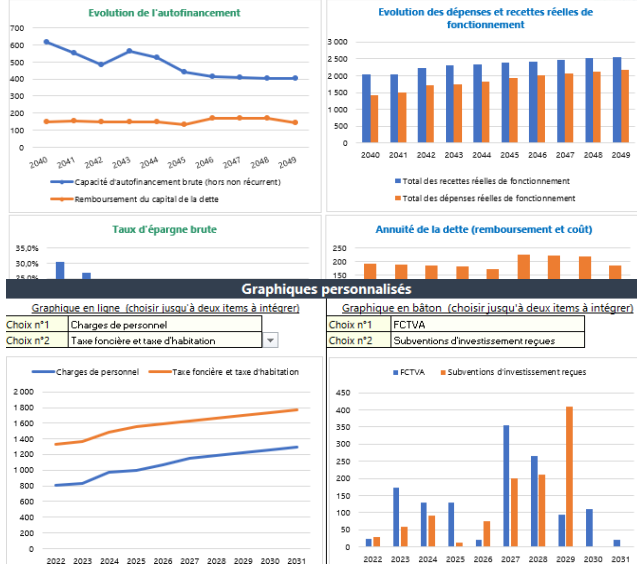 Evolution de l'autofinancement
700
600
500
400
300
200
100
0
2040 2041 2042 2043 2044 2045 2046 2047 2048 2049
Capacité d'autofinancement brute (hors non récurrent)
Remboursement du capital de la dette
Evolution des dépenses et recettes réelles de
fonctionnement
3 000
2 500
2 000
1 500
1 000
500
0
2040 2041 2042 2043 2044 2045 2046 2047 2048 2049
Total des recettes réelles de fonctionnement
Total des dépenses réelles de fonctionnement
Taux d'épargne brute
35,0%
30,0%
25,0%
Annuité de la dette (remboursement et coût)
250
200
150
Graphiques personnalisés
Graphique en ligne (choisir jusqu'à deux items à intégrer)
Choix n°1 Charges de personnel
Choix n°2 Taxe foncière et taxe d'habitation
Charges de personnel Taxe foncière et taxe d'habitation
2 000
1 800
1 600
1 400
1 200
1 000
800
600
400
200
0
2022 2023 2024 2025 2026 2027 2028 2029 2030 2031
Graphique en bâton (choisir jusqu'à deux items à intégrer)
Choix n°1 FCTVA
Choix n°2 Subventions d'investissement reçues
FCTVA Subventions d'investissement reçues
450
400
350
300
250
200
150
100
50
0
2022 2023 2024 2025 2026 2027 2028 2029 2030 2031